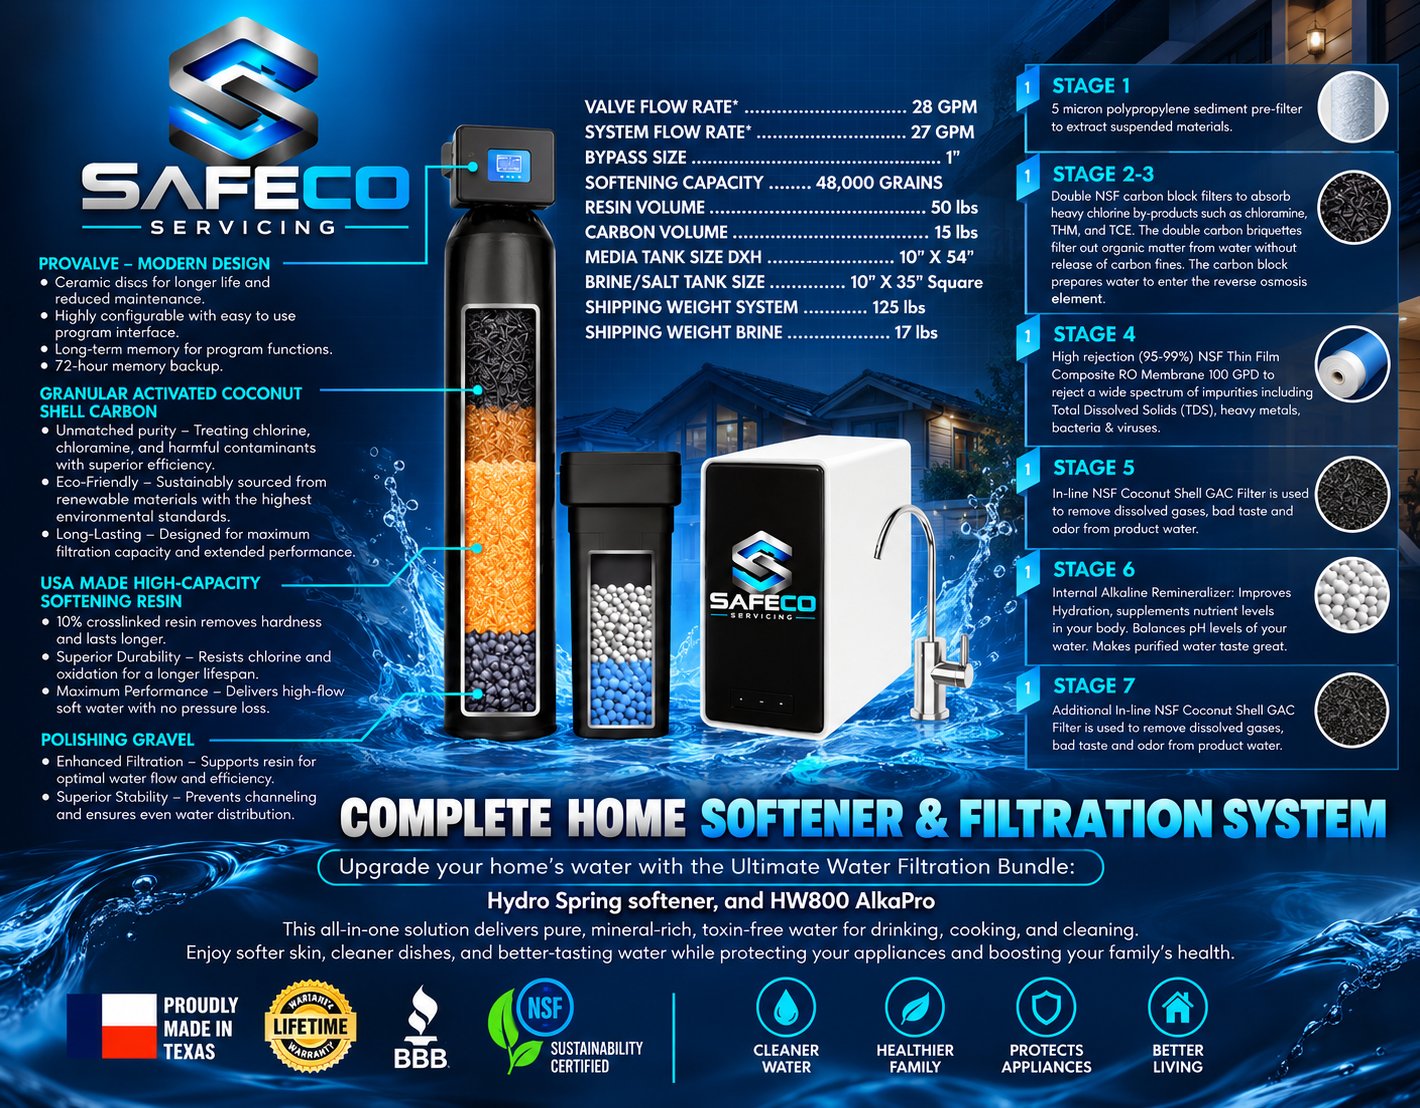 SAFECO
SERVICING
PROVALVE – MODERN DESIGN
• Ceramic discs for longer life and
reduced maintenance.
• Highly configurable with easy to use
program interface.
• Long-term memory for program functions.
• 72-hour memory backup.
GRANULAR ACTIVATED COCONUT
SHELL CARBON
• Unmatched purity – Treating chlorine,
chloramine, and harmful contaminants
with superior efficiency.
• Eco-Friendly – Sustainably sourced from
renewable materials with the highest
environmental standards.
• Long-Lasting – Designed for maximum
filtration capacity and extended performance.
USA MADE HIGH-CAPACITY
SOFTENING RESIN
• 10% crosslinked resin removes hardness
and lasts longer.
• Superior Durability – Resists chlorine and
oxidation for a longer lifespan.
• Maximum Performance – Delivers high-flow
soft water with no pressure loss.
POLISHING GRAVEL
• Enhanced Filtration – Supports resin for
optimal water flow and efficiency.
• Superior Stability – Prevents channeling
and ensures even water distribution.
VALVE FLOW RATE* ................................ 28 GPM
SYSTEM FLOW RATE* ............................. 27 GPM
BYPASS SIZE .................................................. 1”
SOFTENING CAPACITY ........ 48,000 GRAINS
RESIN VOLUME .......................................... 50 lbs
CARBON VOLUME ...................................... 15 lbs
MEDIA TANK SIZE DXH ......................... 10” X 54”
BRINE/SALT TANK SIZE .............. 10” X 35” Square
SHIPPING WEIGHT SYSTEM ............ 125 lbs
SHIPPING WEIGHT BRINE .................... 17 lbs
SAFECO
SERVICING
1 STAGE 1
5 micron polypropylene sediment pre-filter
to extract suspended materials.
1 STAGE 2-3
Double NSF carbon block filters to absorb
heavy chlorine by-products such as chloramine,
THM, and TCE. The double carbon briquettes
filter out organic matter from water without
release of carbon fines. The carbon block
prepares water to enter the reverse osmosis
element.
1 STAGE 4
High rejection (95-99%) NSF Thin Film
Composite RO Membrane 100 GPD to
reject a wide spectrum of impurities including
Total Dissolved Solids (TDS), heavy metals,
bacteria & viruses.
1 STAGE 5
In-line NSF Coconut Shell GAC Filter is used
to remove dissolved gases, bad taste and
odor from product water.
1 STAGE 6
Internal Alkaline Remineralizer: Improves
Hydration, supplements nutrient levels
in your body. Balances pH levels of your
water. Makes purified water taste great.
1 STAGE 7
Additional In-line NSF Coconut Shell GAC
Filter is used to remove dissolved gases,
bad taste and odor from product water.
COMPLETE HOME SOFTENER & FILTRATION SYSTEM
Upgrade your home’s water with the Ultimate Water Filtration Bundle:
Hydro Spring softener, and HW800 AlkaPro
This all-in-one solution delivers pure, mineral-rich, toxin-free water for drinking, cooking, and cleaning.
Enjoy softer skin, cleaner dishes, and better-tasting water while protecting your appliances and boosting your family’s health.
PROUDLY
MADE IN
TEXAS
LIFETIME
WARRANTY
BBB
NSF
SUSTAINABILITY
CERTIFIED
CLEANER
WATER
HEALTHIER
FAMILY
PROTECTS
APPLIANCES
BETTER
LIVING